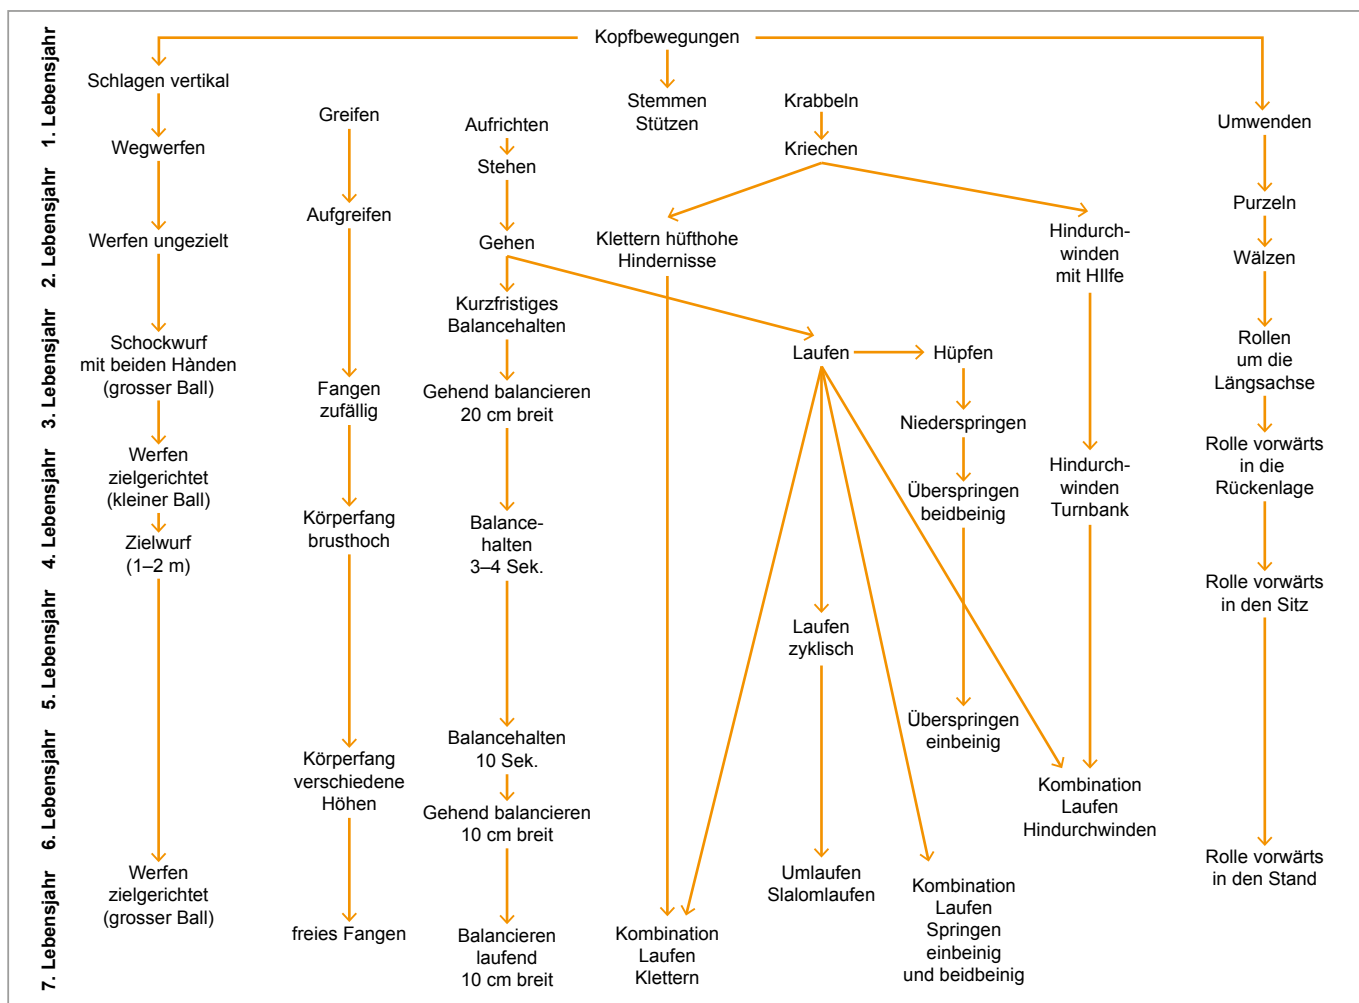 1. Lebensjahr
2. Lebensjahr
3. Lebensjahr
4. Lebensjahr
5. Lebensjahr
6. Lebensjahr
7. Lebensjahr
Kopfbewegungen
Schlagen vertikal
Wegwerfen
Werfen ungezielt
Schockwurf
mit beiden Hànden
(grosser Ball)
Werfen
zielgerichtet
(kleiner Ball)
Zielwurf
(1–2 m)
Werfen
zielgerichtet
(grosser Ball)
Greifen
Aufgreifen
Fangen
zufällig
Körperfang
brusthoch
Körperfang
verschiedene
Höhen
freies Fangen
Aufrichten
Stehen
Gehen
Kurzfristiges
Balancehalten
Gehend balancieren
20 cm breit
Balance-
halten
3–4 Sek.
Balancehalten
10 Sek.
Gehend balancieren
10 cm breit
Balancieren
laufend
10 cm breit
Stemmen
Stützen
Klettern hüfthohe
Hindernisse
Kombination
Laufen
Klettern
Krabbeln
Kriechen
Laufen
Laufen
zyklisch
Umlaufen
Slalomlaufen
Hüpfen
Niederspringen
Überspringen
beidbeinig
Überspringen
einbeinig
Kombination
Laufen
Springen
einbeinig
und beidbeinig
Hindurch-
winden
mit HIlfe
Hindurch-
winden
Turnbank
Kombination
Laufen
Hindurchwinden
Umwenden
Purzeln
Wälzen
Rollen
um die
Längsachse
Rolle vorwärts
in die
Rückenlage
Rolle vorwärts
in den Sitz
Rolle vorwärts
in den Stand